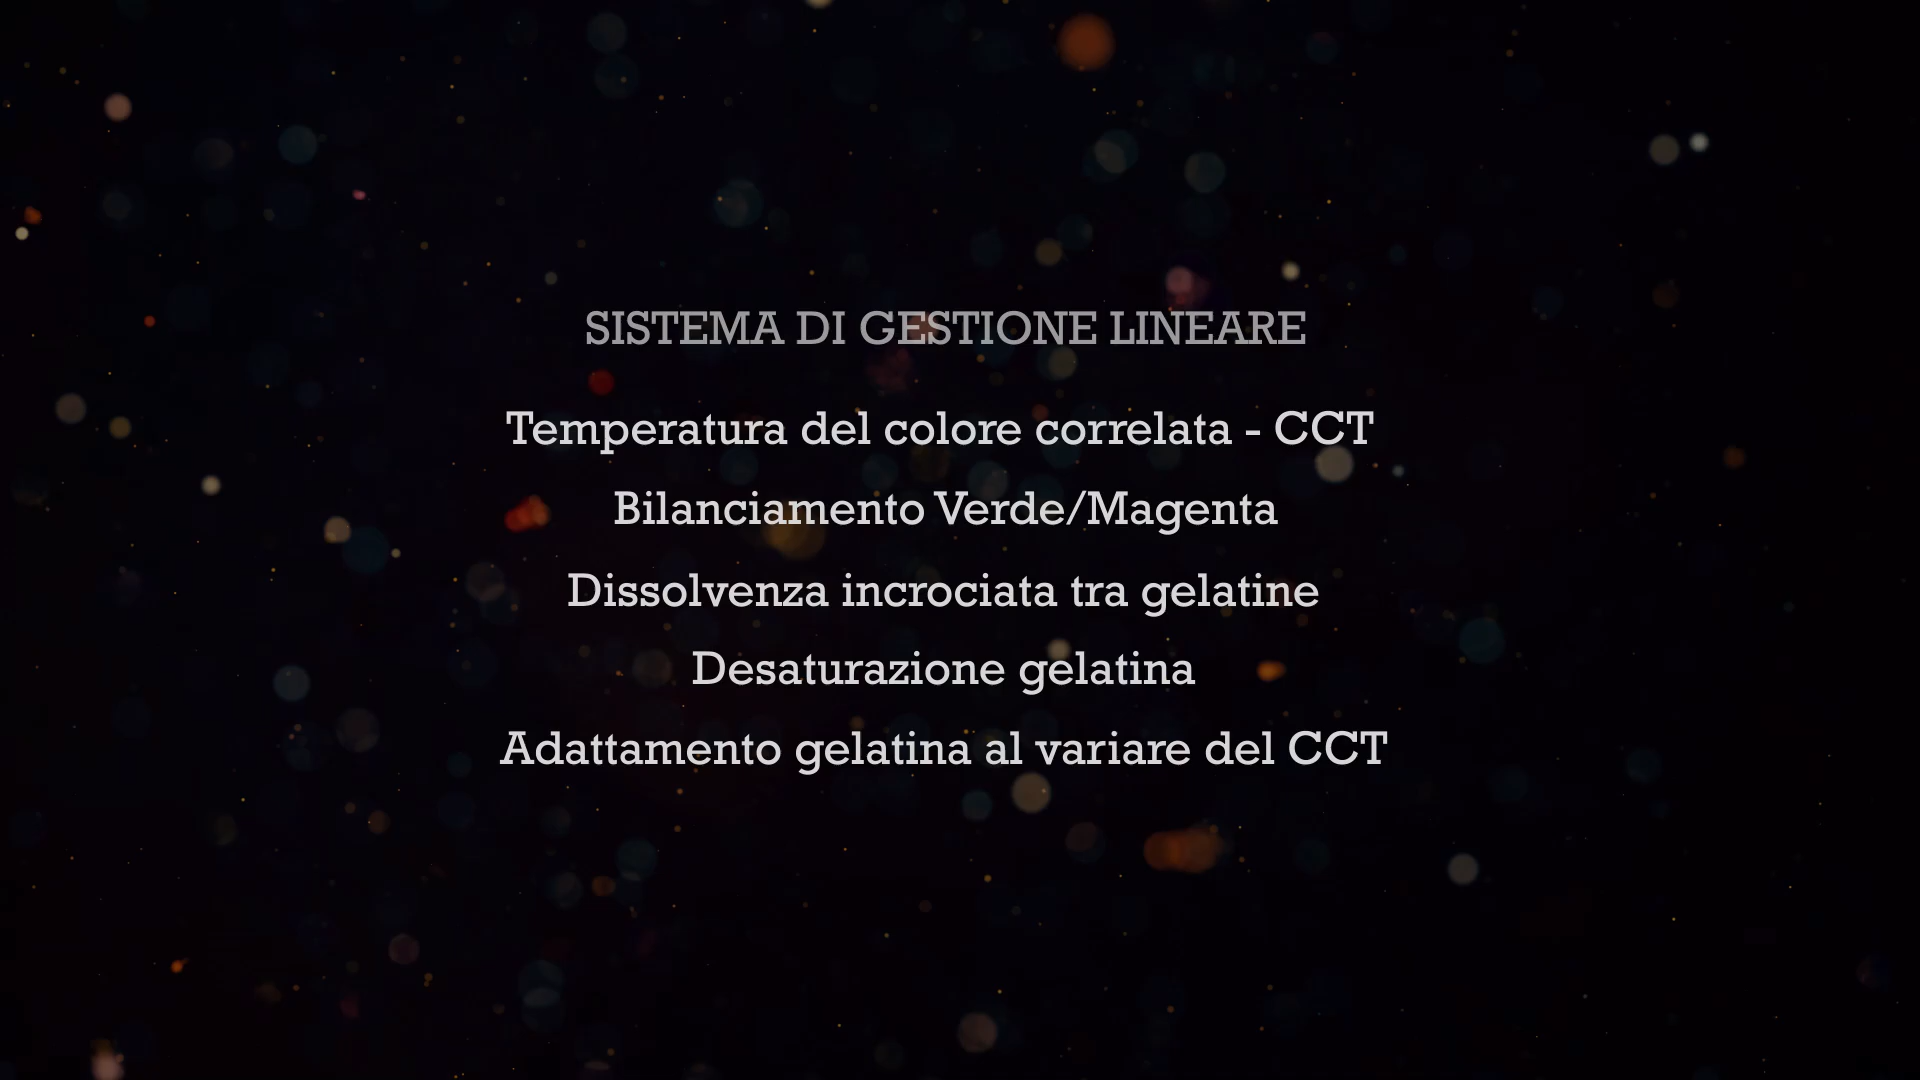 SISTEMA DI GESTIONE LINEARE
Temperatura del colore correlata - CCT
Bilanciamento Verde/Magenta
Dissolvenza incrociata tra gelatine
Desaturazione gelatina
Adattamento gelatina al variare del CCT